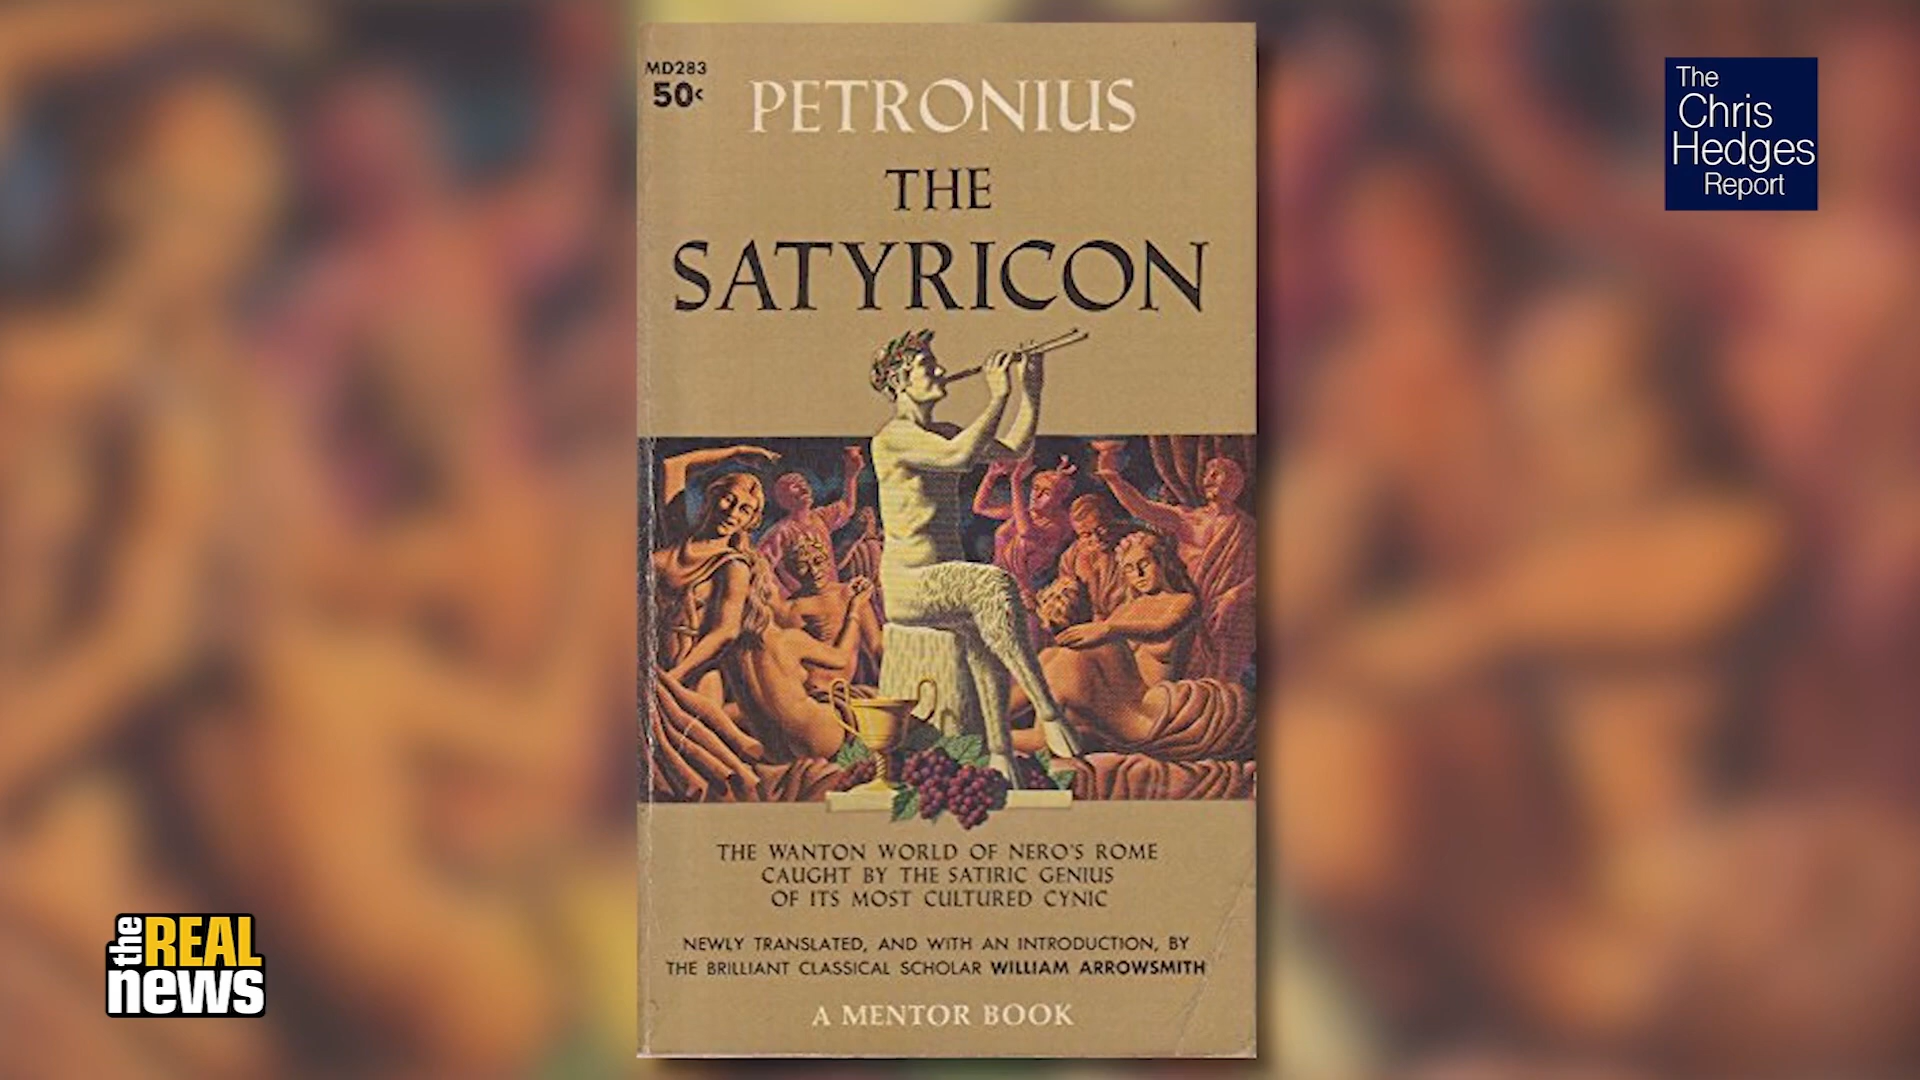 MD283
50¢
PETRONIUS
THE
SATYRICON
THE WANTON WORLD OF NERO'S ROME
CAUGHT BY THE SATIRIC GENIUS
OF ITS MOST CULTURED CYNIC
NEWLY TRANSLATED, AND WITH AN INTRODUCTION, BY
THE BRILLIANT CLASSICAL SCHOLAR WILLIAM ARROWSMITH
A MENTOR BOOK
The
Chris
Hedges
Report
the REAL
news